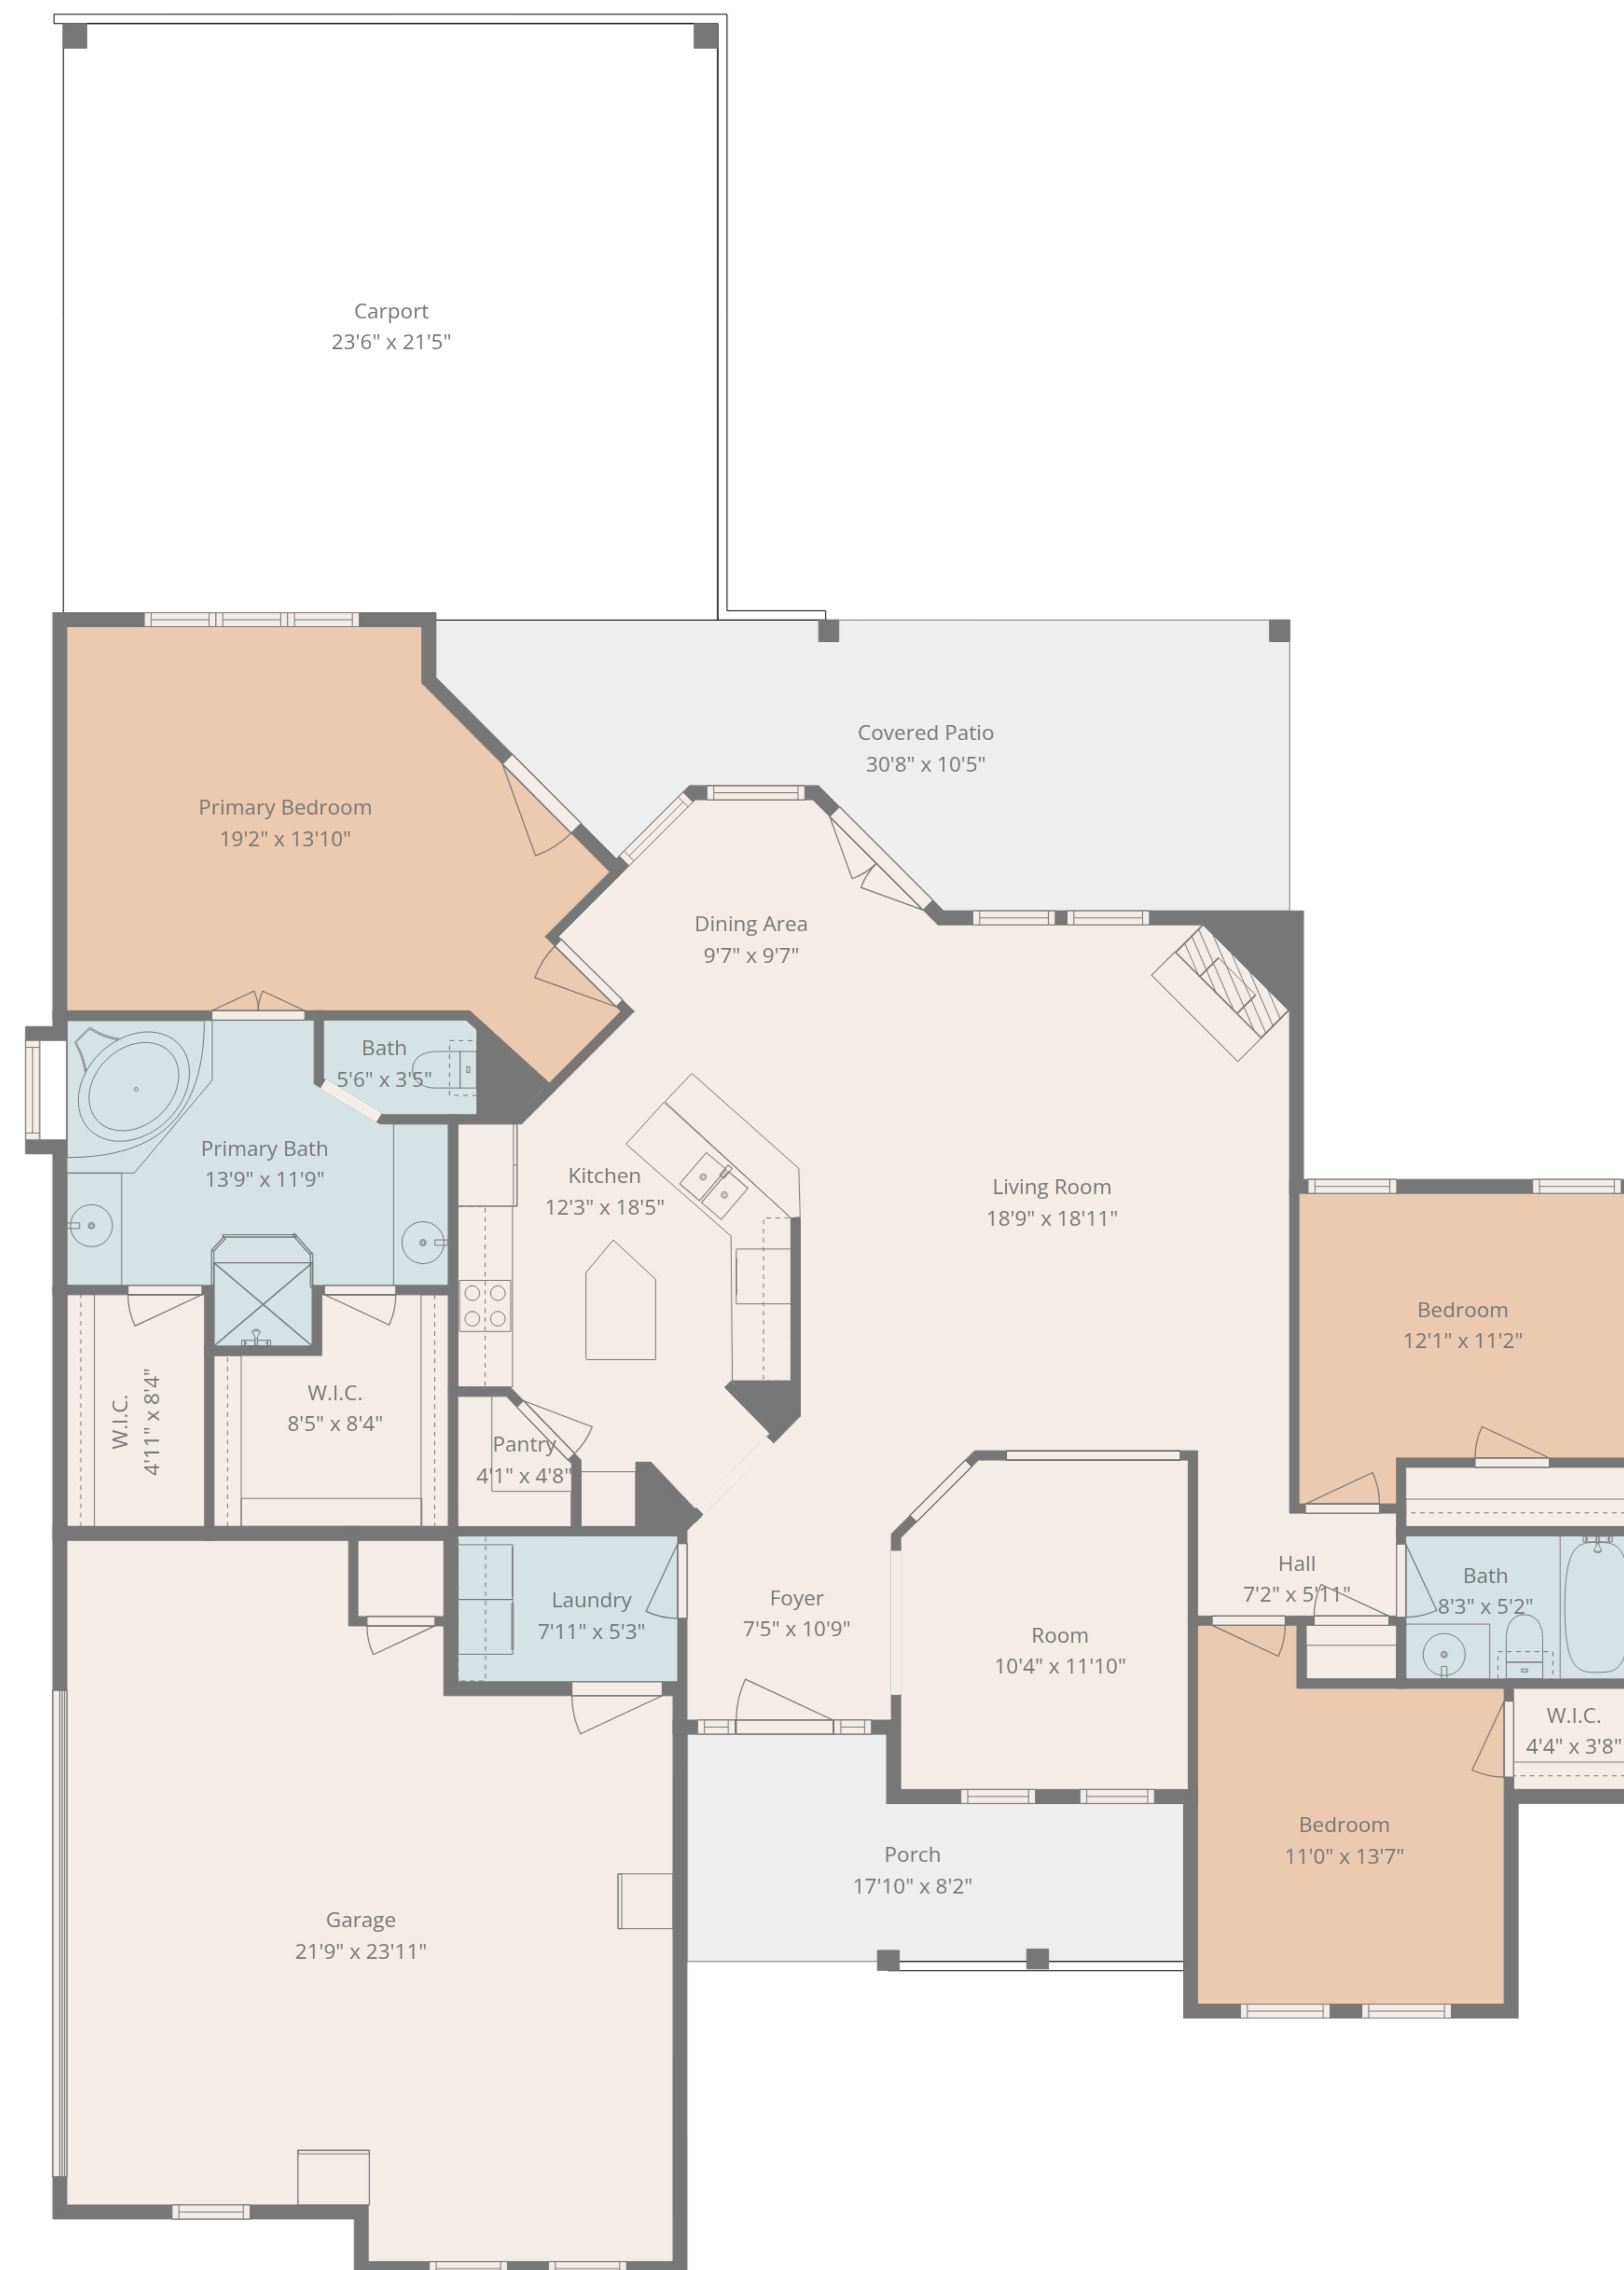 Carport
23'6" x 21'5"
Covered Patio
30'8" x 10'5"
Primary Bedroom
19'2" x 13'10"
Dining Area
9'7" x 9'7"
Bath
5'6" x 3'5"
Primary Bath
13'9" x 11'9"
Kitchen
12'3" x 18'5"
Living Room
18'9" x 18'11"
Bedroom
12'1" x 11'2"
W.I.C.
4'11" x 8'4"
W.I.C.
8'5" x 8'4"
Pantry
4'1" x 4'8"
Laundry
7'11" x 5'3"
Foyer
7'5" x 10'9"
Room
10'4" x 11'10"
Hall
7'2" x 5'11"
Bath
8'3" x 5'2"
W.I.C.
4'4" x 3'8"
Bedroom
11'0" x 13'7"
Porch
17'10" x 8'2"
Garage
21'9" x 23'11"